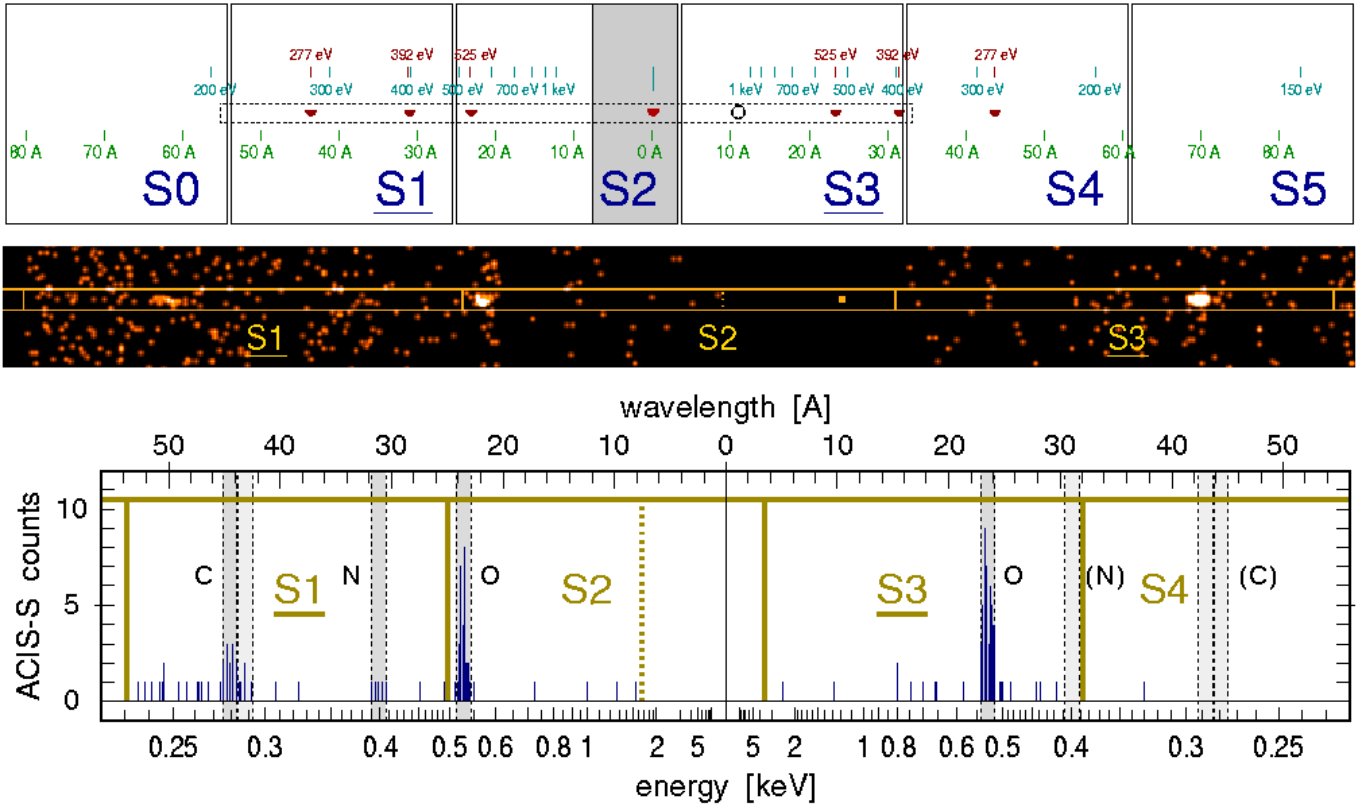 277 eV 392 eV 525 eV 525 eV 392 eV 277 eV
200 eV 300 eV 400 eV 500 eV 700 eV 1 keV 1 keV 700 eV 500 eV 400 eV 300 eV 200 eV 150 eV
80 A 70 A 60 A 50 A 40 A 30 A 20 A 10 A 0 A 10 A 20 A 30 A 40 A 50 A 60 A 70 A 80 A
S0 S1 S2 S3 S4 S5
S1 S2 S3
wavelength [A]
50 40 30 20 10 0 10 20 30 40 50
10
C N O O (N) (C)
S1 S2 S3 S4
5
0
ACIS-S counts
0.25 0.3 0.4 0.5 0.6 0.8 1 2 5 5 2 1 0.8 0.6 0.5 0.4 0.3 0.25
energy [keV]